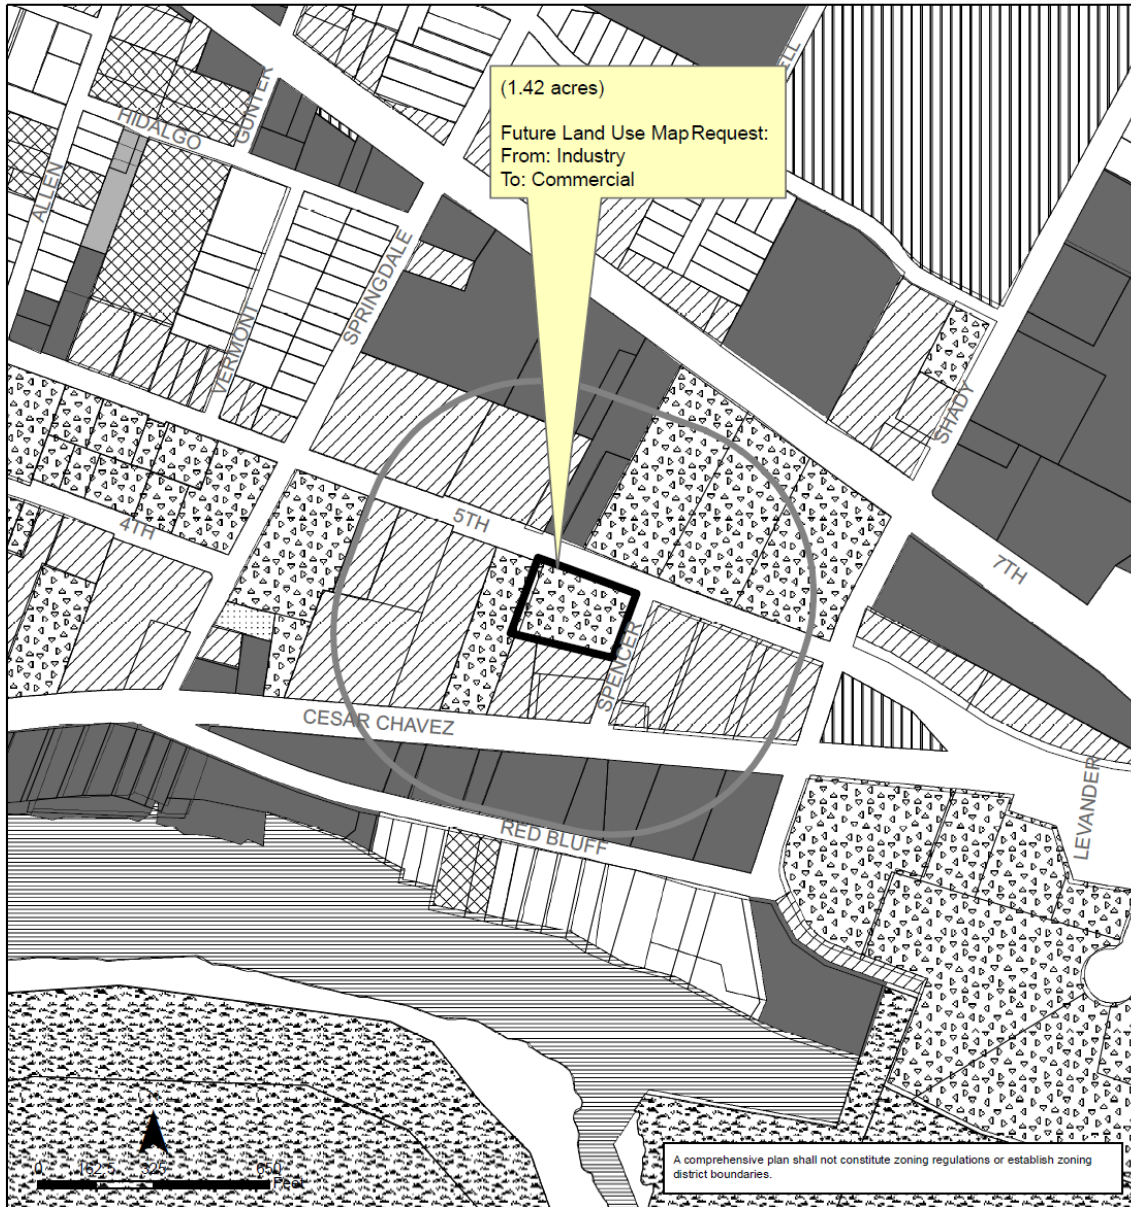 (1.42 acres)
Future Land Use Map Request:
From: Industry
To: Commercial
HIDALGO
GUNTER
ALLEN
VERMONT
SPRINGDALE
SHADY
4TH
5TH
7TH
SPENCER
CESAR CHAVEZ
RED BLUFF
LEVANDER
0 162.5 325 650
Feet
A comprehensive plan shall not constitute zoning regulations or establish zoning
district boundaries.